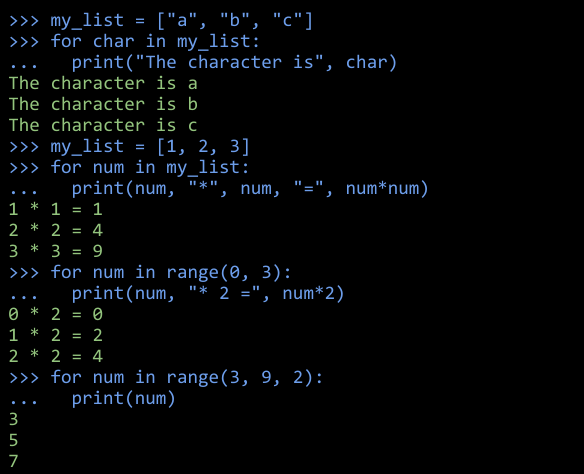 >>> my_list = ["a", "b", "c"]
>>> for char in my_list:
...   print("The character is", char)
The character is a
The character is b
The character is c
>>> my_list = [1, 2, 3]
>>> for num in my_list:
...   print(num, "*", num, "=", num*num)
1 * 1 = 1
2 * 2 = 4
3 * 3 = 9
>>> for num in range(0, 3):
...   print(num, "* 2 =", num*2)
0 * 2 = 0
1 * 2 = 2
2 * 2 = 4
>>> for num in range(3, 9, 2):
...   print(num)
3
5
7